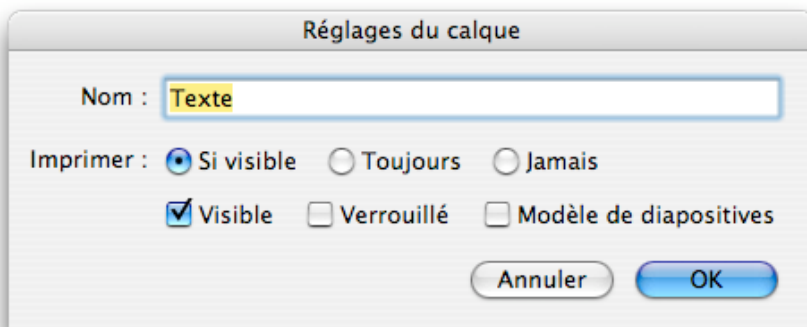 Réglages du calque
Nom : Texte
Imprimer : Si visible Toujours Jamais
Visible Verrouillé Modèle de diapositives
Annuler OK